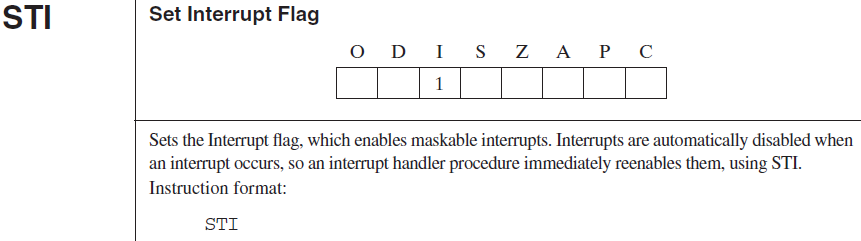 STI
Set Interrupt Flag
O D I S Z A P C
1
Sets the Interrupt flag, which enables maskable interrupts. Interrupts are automatically disabled when
an interrupt occurs, so an interrupt handler procedure immediately reenables them, using STI.
Instruction format:
STI